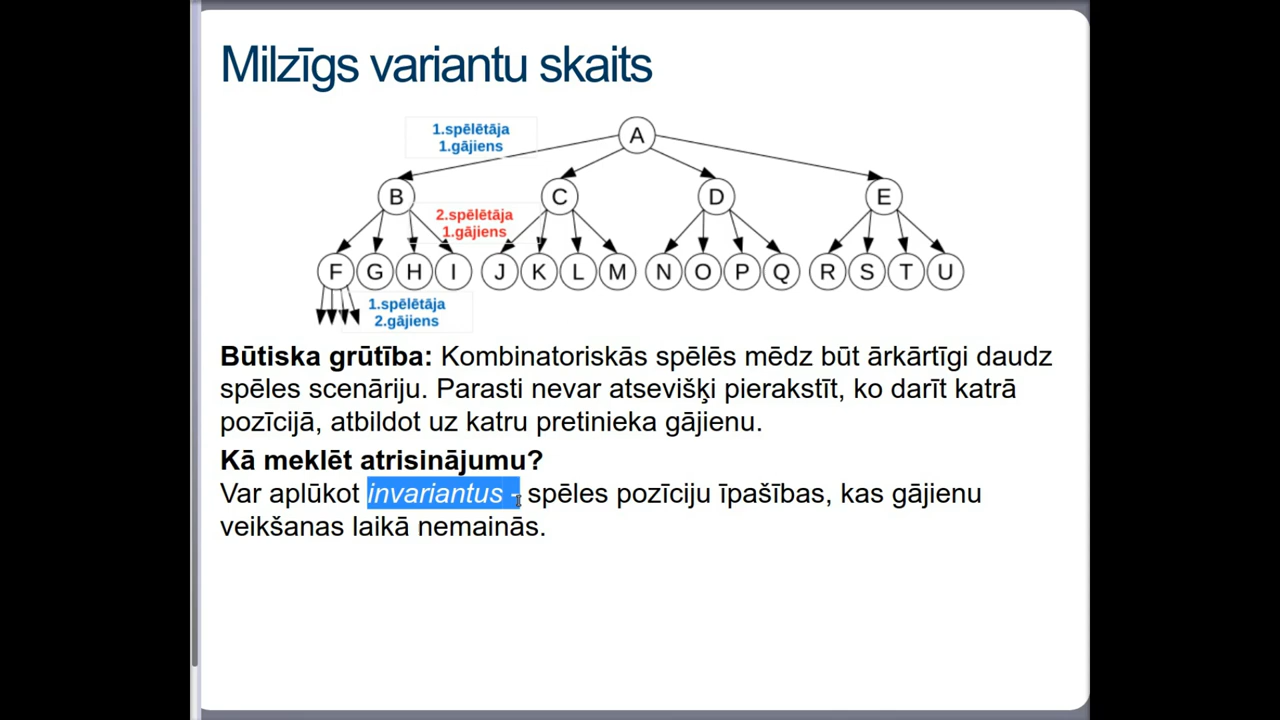 Milzīgs variantu skaits
1.spēlētāja
1.gājiens
A
B
C
D
E
2.spēlētāja
1.gājiens
F G H I J K L M N O P Q R S T U
1.spēlētāja
2.gājiens
Būtiska grūtība: Kombinatoriskās spēlēs mēdz būt ārkārtīgi daudz
spēles scenāriju. Parasti nevar atsevišķi pierakstīt, ko darīt katrā
pozīcijā, atbildot uz katru pretinieka gājienu.
Kā meklēt atrisinājumu?
Var aplūkot invariantus - spēles pozīciju īpašības, kas gājienu
veikšanas laikā nemainās.